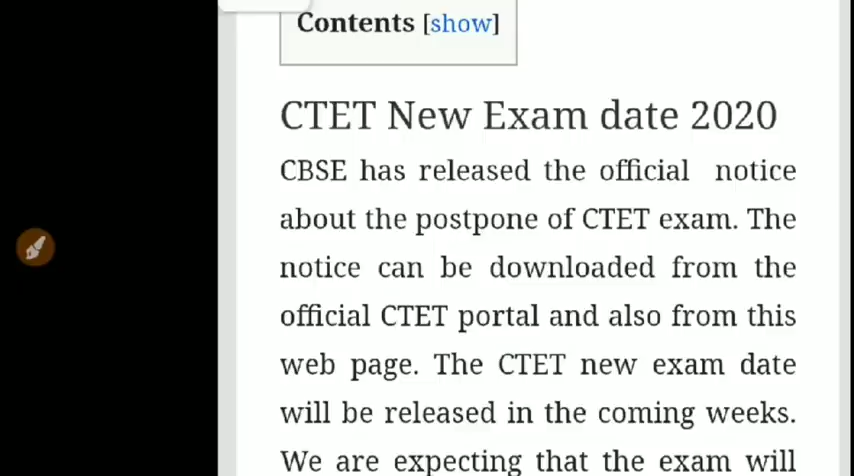 Contents [show]
CTET New Exam date 2020
CBSE has released the official notice
about the postpone of CTET exam. The
notice can be downloaded from the
official CTET portal and also from this
web page. The CTET new exam date
will be released in the coming weeks.
We are expecting that the exam will